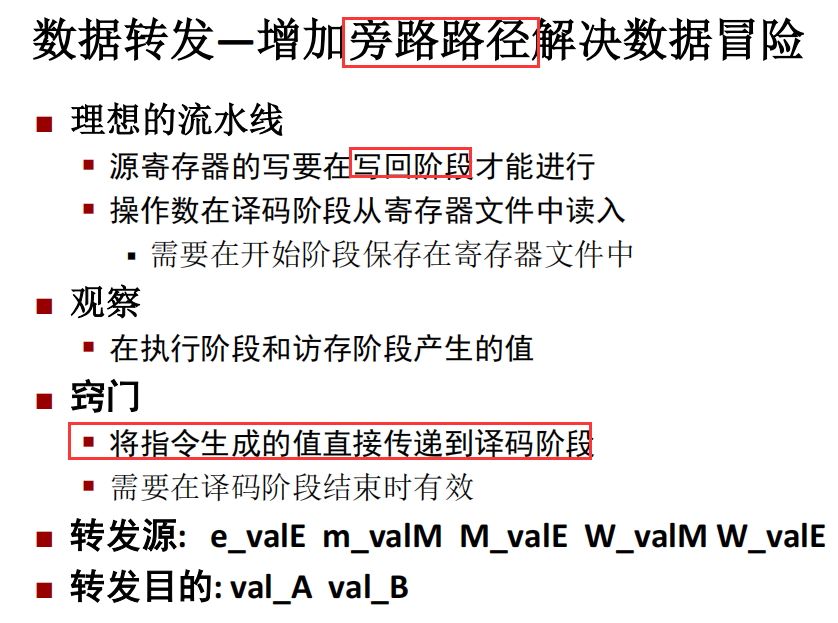 数据转发—增加旁路路径解决数据冒险
理想的流水线
源寄存器的写要在写回阶段才能进行
操作数在译码阶段从寄存器文件中读入
需要在开始阶段保存在寄存器文件中
观察
在执行阶段和访存阶段产生的值
窍门
将指令生成的值直接传递到译码阶段
需要在译码阶段结束时有效
转发源: e_valE m_valM M_valE W_valM W_valE
转发目的: val_A val_B